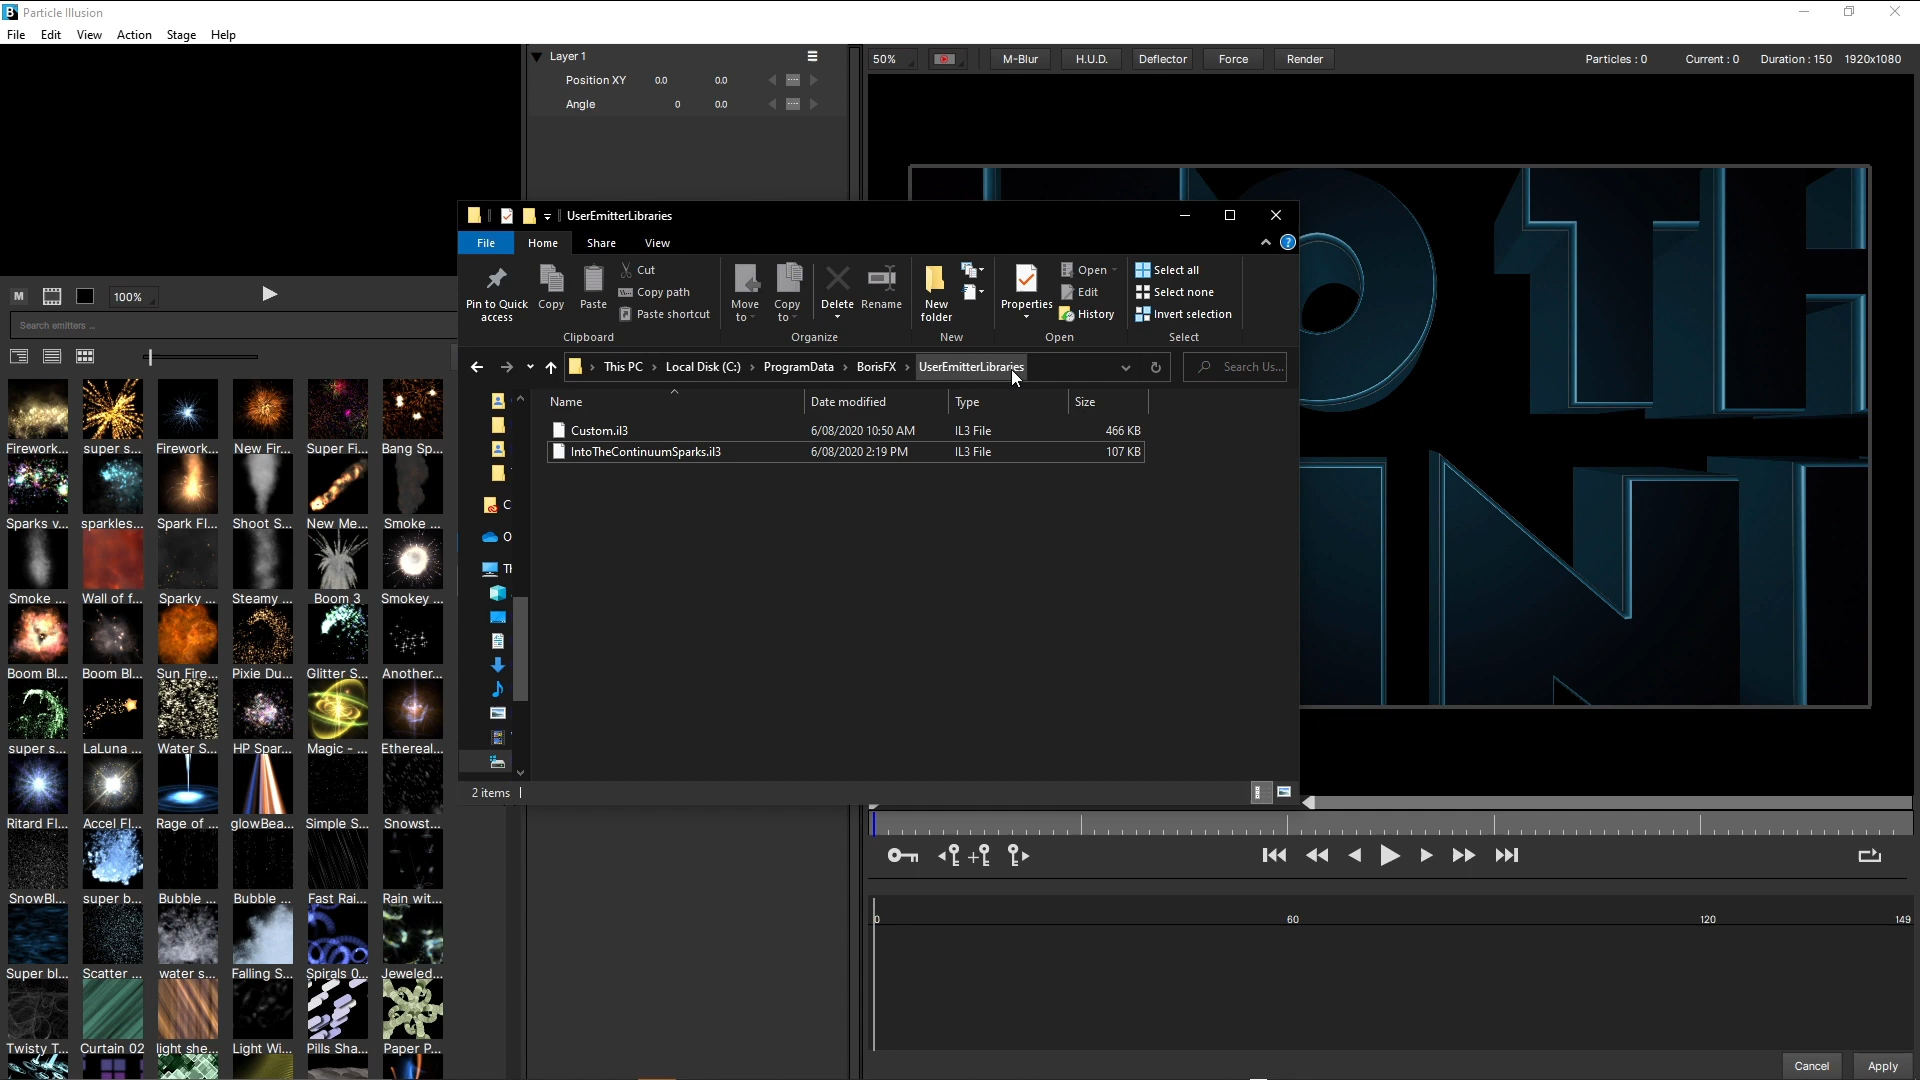 Particle Illusion
File Edit View Action Stage Help
Layer 1
Position XY 0.0 0.0
Angle 0 0.0
50% M-Blur H.U.D. Deflector Force Render Particles : 0 Current : 0 Duration : 150 1920x1080
M 100%
Search emitters ...
Firework... super s... Firework... New Fir... Super Fi... Bang Sp...
Sparks v... sparkles... Spark Fl... Shoot S... New Me... Smoke ...
Smoke ... Wall of f... Sparky ... Steamy ... Boom 3 Smokey ...
Boom Bl... Boom Bl... Sun Fire... Pixie Du... Glitter S... Another...
super s... LaLuna ... Water S... HP Spar... Magic - ... Ethereal...
Ritard Fl... Accel Fl... Rage of ... glowBea... Simple S... Snowst...
SnowBl... super b... Bubble ... Bubble ... Fast Rai... Rain wit...
Super bl... Scatter ... water s... Falling S... Spirals 0... Jeweled...
Twisty T... Curtain 02 light she... Light Wi... Pills Sha... Paper P...
UserEmitterLibraries
File Home Share View
Pin to Quick access
Copy
Paste
Cut
Copy path
Paste shortcut
Clipboard
Move to
Copy to
Delete
Rename
Organize
New folder
New
Properties
Open
Edit
History
Open
Select all
Select none
Invert selection
Select
This PC Local Disk (C:) ProgramData BorisFX UserEmitterLibraries
Search Us...
Name Date modified Type Size
Custom.il3 6/08/2020 10:50 AM IL3 File 466 KB
IntoTheContinuumSparks.il3 6/08/2020 2:19 PM IL3 File 107 KB
2 items
0 60 120 149
Cancel Apply